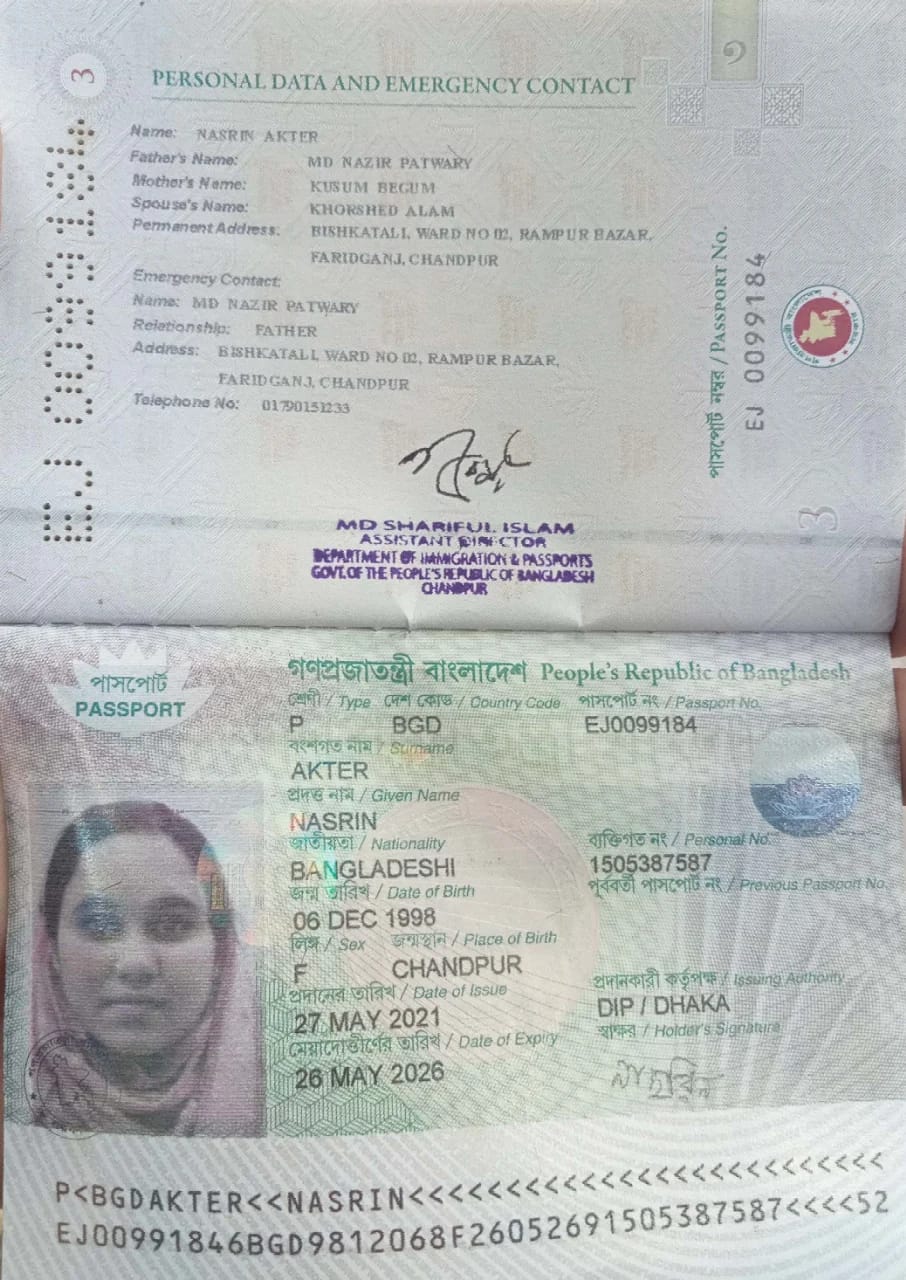 3
PERSONAL DATA AND EMERGENCY CONTACT
Name: NASRIN AKTER
Father's Name: MD NAZIR PATWARY
Mother's Name: KUSUM BEGUM
Spouse's Name: KHORSHED ALAM
Permanent Address: BISHKATALI, WARD NO 02, RAMPUR BAZAR,
FARIDGANJ, CHANDPUR
Emergency Contact:
Name: MD NAZIR PATWARY
Relationship: FATHER
Address: BISHKATALI, WARD NO 02, RAMPUR BAZAR,
FARIDGANJ, CHANDPUR
Telephone No: 01790151233
EJ 0099184
পাসপোর্ট নম্বর / PASSPORT No.
EJ 0099184
3
MD SHARIFUL ISLAM
ASSISTANT DIRECTOR
DEPARTMENT OF IMMIGRATION & PASSPORTS
GOVT. OF THE PEOPLE'S REPUBLIC OF BANGLADESH
CHANDPUR
পাসপোর্ট
PASSPORT
গণপ্রজাতন্ত্রী বাংলাদেশ People's Republic of Bangladesh
শ্রেণী / Type দেশ কোড / Country Code পাসপোর্ট নং / Passport No.
P BGD EJ0099184
বংশগত নাম / Surname
AKTER
প্রদত্ত নাম / Given Name
NASRIN
জাতীয়তা / Nationality ব্যক্তিগত নং / Personal No.
BANGLADESHI 1505387587
জন্ম তারিখ / Date of Birth পূর্ববর্তী পাসপোর্ট নং / Previous Passport No.
06 DEC 1998
লিঙ্গ / Sex জন্মস্থান / Place of Birth
F CHANDPUR
প্রদানের তারিখ / Date of Issue প্রদানকারী কর্তৃপক্ষ / Issuing Authority
27 MAY 2021 DIP / DHAKA
মেয়াদোত্তীর্ণের তারিখ / Date of Expiry স্বাক্ষর / Holder's Signature
26 MAY 2026 নাছরিন
P<BGDAKTER<<NASRIN<<<<<<<<<<<<<<<<<<<<<<<<<<
EJ00991846BGD9812068F26052691505387587<<<<52